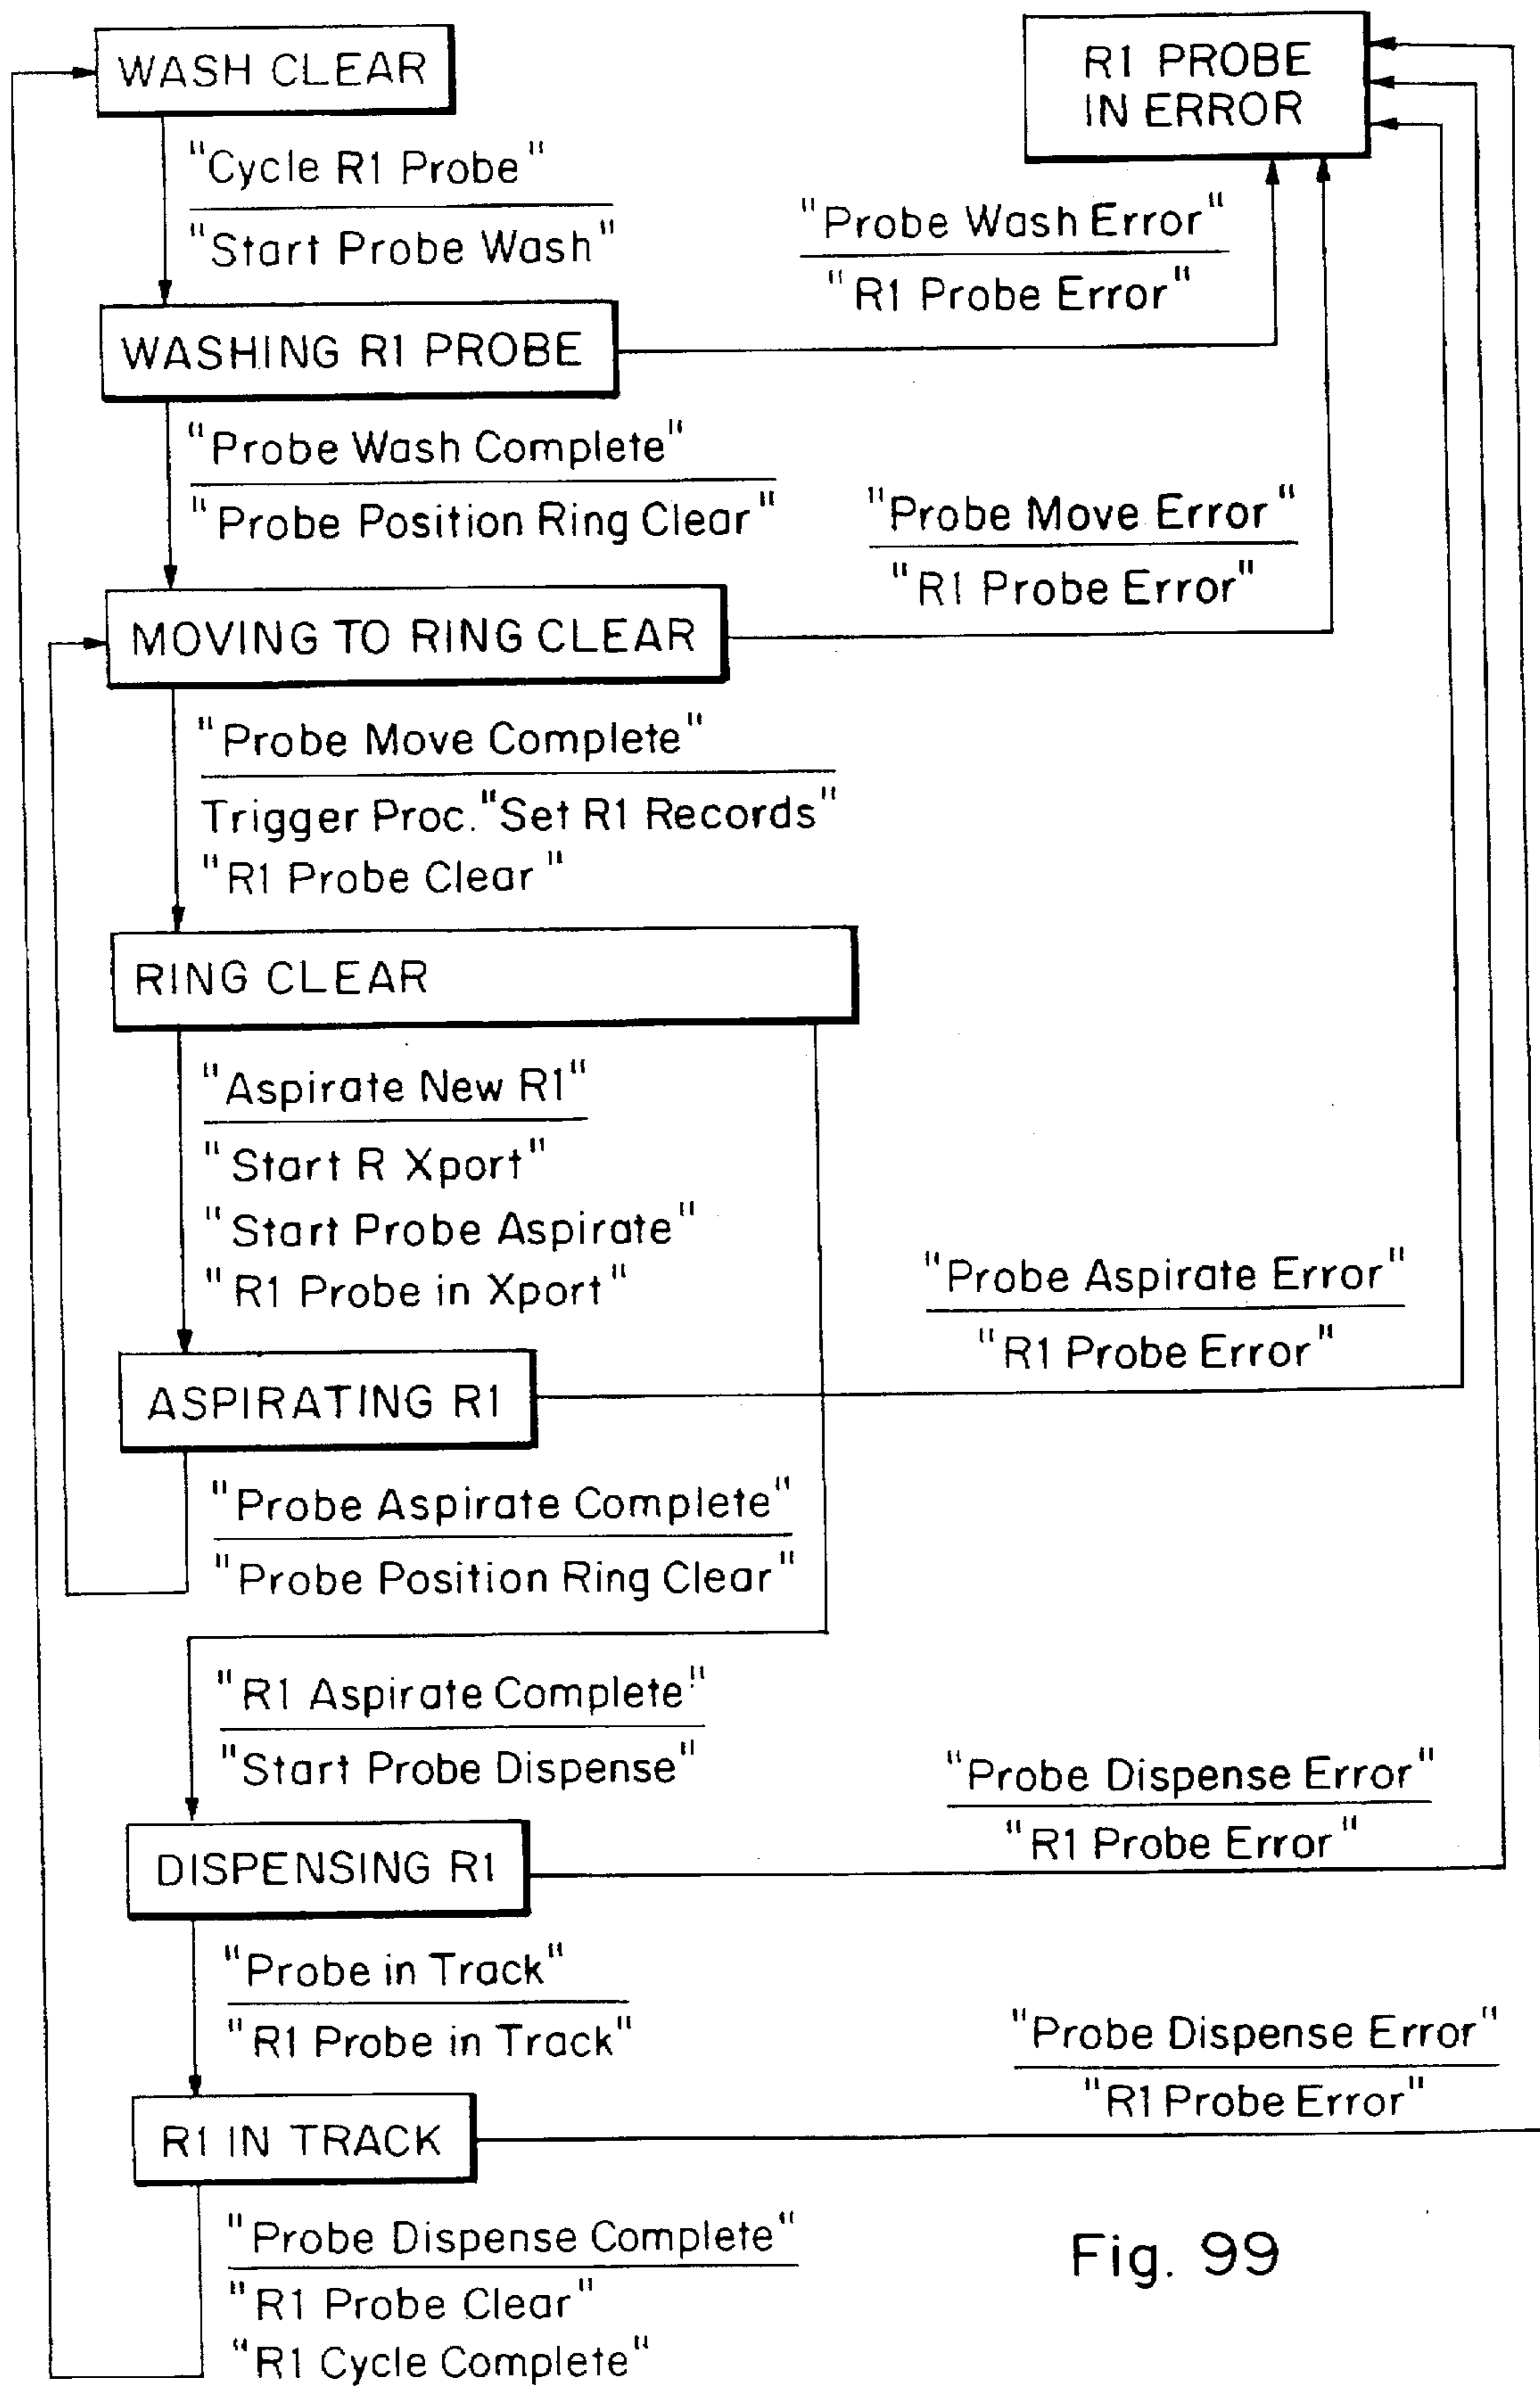 WASH CLEAR
R1 PROBE
IN ERROR
"Cycle R1 Probe"
"Start Probe Wash"
"Probe Wash Error"
"R1 Probe Error"
WASHING R1 PROBE
"Probe Wash Complete"
"Probe Position Ring Clear"
"Probe Move Error"
"R1 Probe Error"
MOVING TO RING CLEAR
"Probe Move Complete"
Trigger Proc."Set R1 Records"
"R1 Probe Clear"
RING CLEAR
"Aspirate New R1"
"Start R Xport"
"Start Probe Aspirate"
"R1 Probe in Xport"
"Probe Aspirate Error"
"R1 Probe Error"
ASPIRATING R1
"Probe Aspirate Complete"
"Probe Position Ring Clear"
"R1 Aspirate Complete"
"Start Probe Dispense"
"Probe Dispense Error"
"R1 Probe Error"
DISPENSING R1
"Probe in Track"
"R1 Probe in Track"
"Probe Dispense Error"
"R1 Probe Error"
R1 IN TRACK
"Probe Dispense Complete"
"R1 Probe Clear"
"R1 Cycle Complete"
Fig. 99